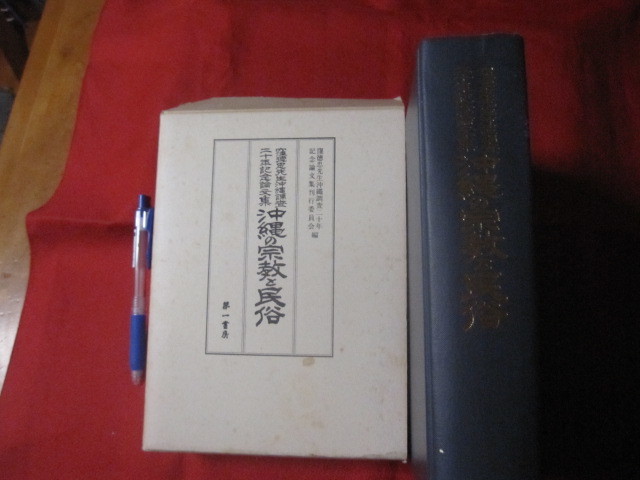 窪徳忠先生沖縄調査二十年
記念論文集刊行委員会 編
窪徳忠先生沖縄調査
二十年記念論文集
沖縄の宗教と民俗
第一書房
沖縄の宗教と民俗